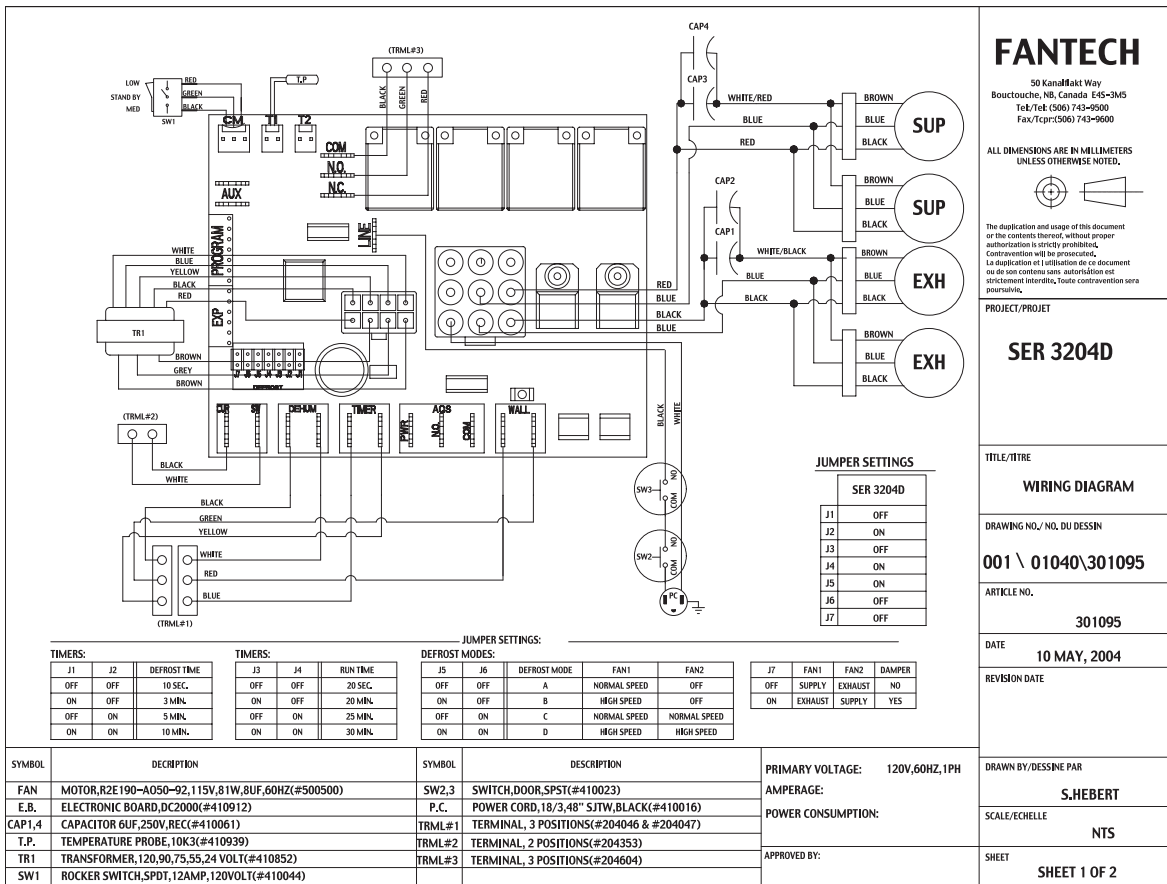 CAP4
CAP3
WHITE/RED
BLUE
RED
BROWN
BLUE
BLACK
SUP
BROWN
BLUE
BLACK
SUP
CAP2
CAP1
WHITE/BLACK
BLUE
BLACK
BROWN
BLUE
BLACK
EXH
BROWN
BLUE
BLACK
EXH
RED
BLUE
BLACK
BLUE
(TRML#3)
BLACK
GREEN
RED
T.P
LOW
STAND BY
MED
SW1
RED
GREEN
BLACK
CM
T1
T2
COM
N.O.
N.C.
AUX
LINE
PROGRAM
EXP
WHITE
BLUE
YELLOW
BLACK
RED
TR1
BROWN
GREY
BROWN
J7 J6 J5 J4 J3 J2 J1
DEFROST
CUR SW
DEHUM
TIMER
AQS
PWR
N.O.
COM
WALL
(TRML#2)
BLACK
WHITE
BLACK
GREEN
YELLOW
WHITE
RED
BLUE
(TRML#1)
BLACK
WHITE
SW3
NO
COM
SW2
NO
COM
PC
JUMPER SETTINGS
SER 3204D
J1 OFF
J2 ON
J3 OFF
J4 ON
J5 ON
J6 OFF
J7 OFF
JUMPER SETTINGS:
TIMERS:
J1 J2 DEFROST TIME
OFF OFF 10 SEC.
ON OFF 3 MIN.
OFF ON 5 MIN.
ON ON 10 MIN.
TIMERS:
J3 J4 RUN TIME
OFF OFF 20 SEC.
ON OFF 20 MIN.
OFF ON 25 MIN.
ON ON 30 MIN.
DEFROST MODES:
J5 J6 DEFROST MODE FAN1 FAN2
OFF OFF A NORMAL SPEED OFF
ON OFF B HIGH SPEED OFF
OFF ON C NORMAL SPEED NORMAL SPEED
ON ON D HIGH SPEED HIGH SPEED
J7 FAN1 FAN2 DAMPER
OFF SUPPLY EXHAUST NO
ON EXHAUST SUPPLY YES
SYMBOL DECRIPTION
FAN MOTOR,R2E190-AO50-92,115V,81W,8UF,60HZ(#500500)
E.B. ELECTRONIC BOARD,DC2000(#410912)
CAP1,4 CAPACITOR 6UF,250V,REC(#410061)
T.P. TEMPERATURE PROBE,10K3(#410939)
TR1 TRANSFORMER,120,90,75,55,24 VOLT(#410852)
SW1 ROCKER SWITCH,SPDT,12AMP,120VOLT(#410044)
SYMBOL DESCRIPTION
SW2,3 SWITCH,DOOR,SPST(#410023)
P.C. POWER CORD,18/3,48" SJTW,BLACK(#410016)
TRML#1 TERMINAL, 3 POSITIONS(#204046 & #204047)
TRML#2 TERMINAL, 2 POSITIONS(#204353)
TRML#3 TERMINAL, 3 POSITIONS(#204604)
PRIMARY VOLTAGE: 120V,60HZ,1PH
AMPERAGE:
POWER CONSUMPTION:
APPROVED BY:
FANTECH
50 Kanalflakt Way
Bouctouche, NB, Canada E4S-3M5
Tel:/Tel: (506) 743-9500
Fax/Tcpr:(506) 743-9600
ALL DIMENSIONS ARE IN MILLIMETERS
UNLESS OTHERWISE NOTED.
The duplication and usage of this document
or the contents thereof, without proper
authorization is strictly prohibited.
Contravention will be prosecuted.
La duplication et l utilisation de ce document
ou de son contenu sans autorisátion est
strictement interdite. Toute contravention sera
poursuivie.
PROJECT/PROJET
SER 3204D
TITLE/TITRE
WIRING DIAGRAM
DRAWING NO./ NO. DU DESSIN
001 \ 01040\301095
ARTICLE NO.
301095
DATE
10 MAY, 2004
REVISION DATE
DRAWN BY/DESSINE PAR
S.HEBERT
SCALE/ECHELLE
NTS
SHEET
SHEET 1 OF 2